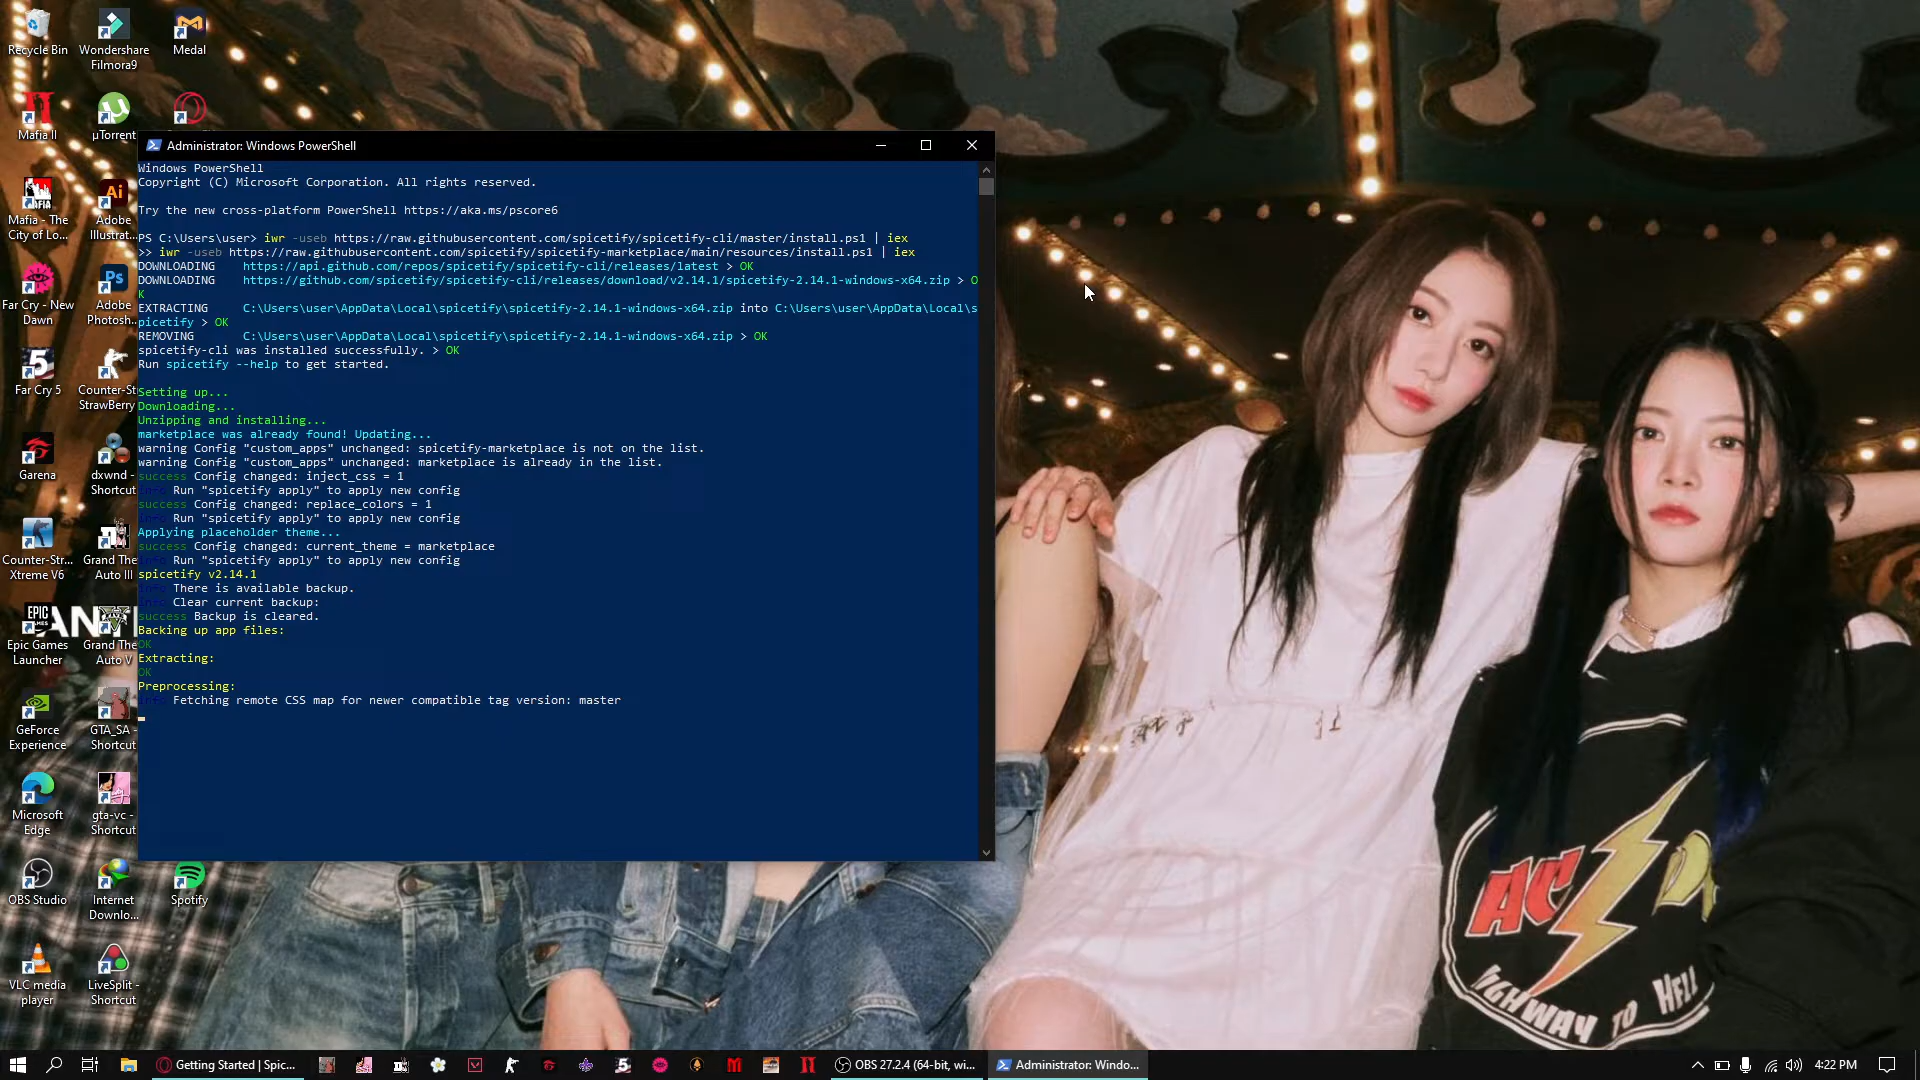 Recycle Bin
Wondershare
Filmora9
Medal
Mafia II
µTorrent
Administrator: Windows PowerShell
Windows PowerShell
Copyright (C) Microsoft Corporation. All rights reserved.
Try the new cross-platform PowerShell https://aka.ms/pscore6
PS C:\Users\user> iwr -useb https://raw.githubusercontent.com/spicetify/spicetify-cli/master/install.ps1 | iex
>> iwr -useb https://raw.githubusercontent.com/spicetify/spicetify-marketplace/main/resources/install.ps1 | iex
DOWNLOADING    https://api.github.com/repos/spicetify/spicetify-cli/releases/latest > OK
DOWNLOADING    https://github.com/spicetify/spicetify-cli/releases/download/v2.14.1/spicetify-2.14.1-windows-x64.zip > O
K
EXTRACTING     C:\Users\user\AppData\Local\spicetify\spicetify-2.14.1-windows-x64.zip into C:\Users\user\AppData\Local\s
picetify > OK
REMOVING       C:\Users\user\AppData\Local\spicetify\spicetify-2.14.1-windows-x64.zip > OK
spicetify-cli was installed successfully. > OK
Run spicetify --help to get started.
Setting up...
Downloading...
Unzipping and installing...
marketplace was already found! Updating...
warning Config "custom_apps" unchanged: spicetify-marketplace is not on the list.
warning Config "custom_apps" unchanged: marketplace is already in the list.
success Config changed: inject_css = 1
info Run "spicetify apply" to apply new config
success Config changed: replace_colors = 1
info Run "spicetify apply" to apply new config
Applying placeholder theme...
success Config changed: current_theme = marketplace
info Run "spicetify apply" to apply new config
spicetify v2.14.1
info There is available backup.
info Clear current backup:
success Backup is cleared.
Backing up app files:
OK
Extracting:
OK
Preprocessing:
info Fetching remote CSS map for newer compatible tag version: master
Mafia - The
City of Lo...
Adobe
Illustrat...
Far Cry - New
Dawn
Adobe
Photosh...
Far Cry 5
Counter-St
StrawBerry
Garena
dxwnd -
Shortcut
Counter-Str...
Xtreme V6
Grand The
Auto III
ANTI
Epic Games
Launcher
Grand The
Auto V
GeForce
Experience
GTA_SA -
Shortcut
Microsoft
Edge
gta-vc -
Shortcut
OBS Studio
Internet
Downlo...
Spotify
VLC media
player
LiveSplit -
Shortcut
AC D
HIGHWAY TO HELL
Getting Started | Spic...
OBS 27.2.4 (64-bit, wi...
Administrator: Windo...
4:22 PM